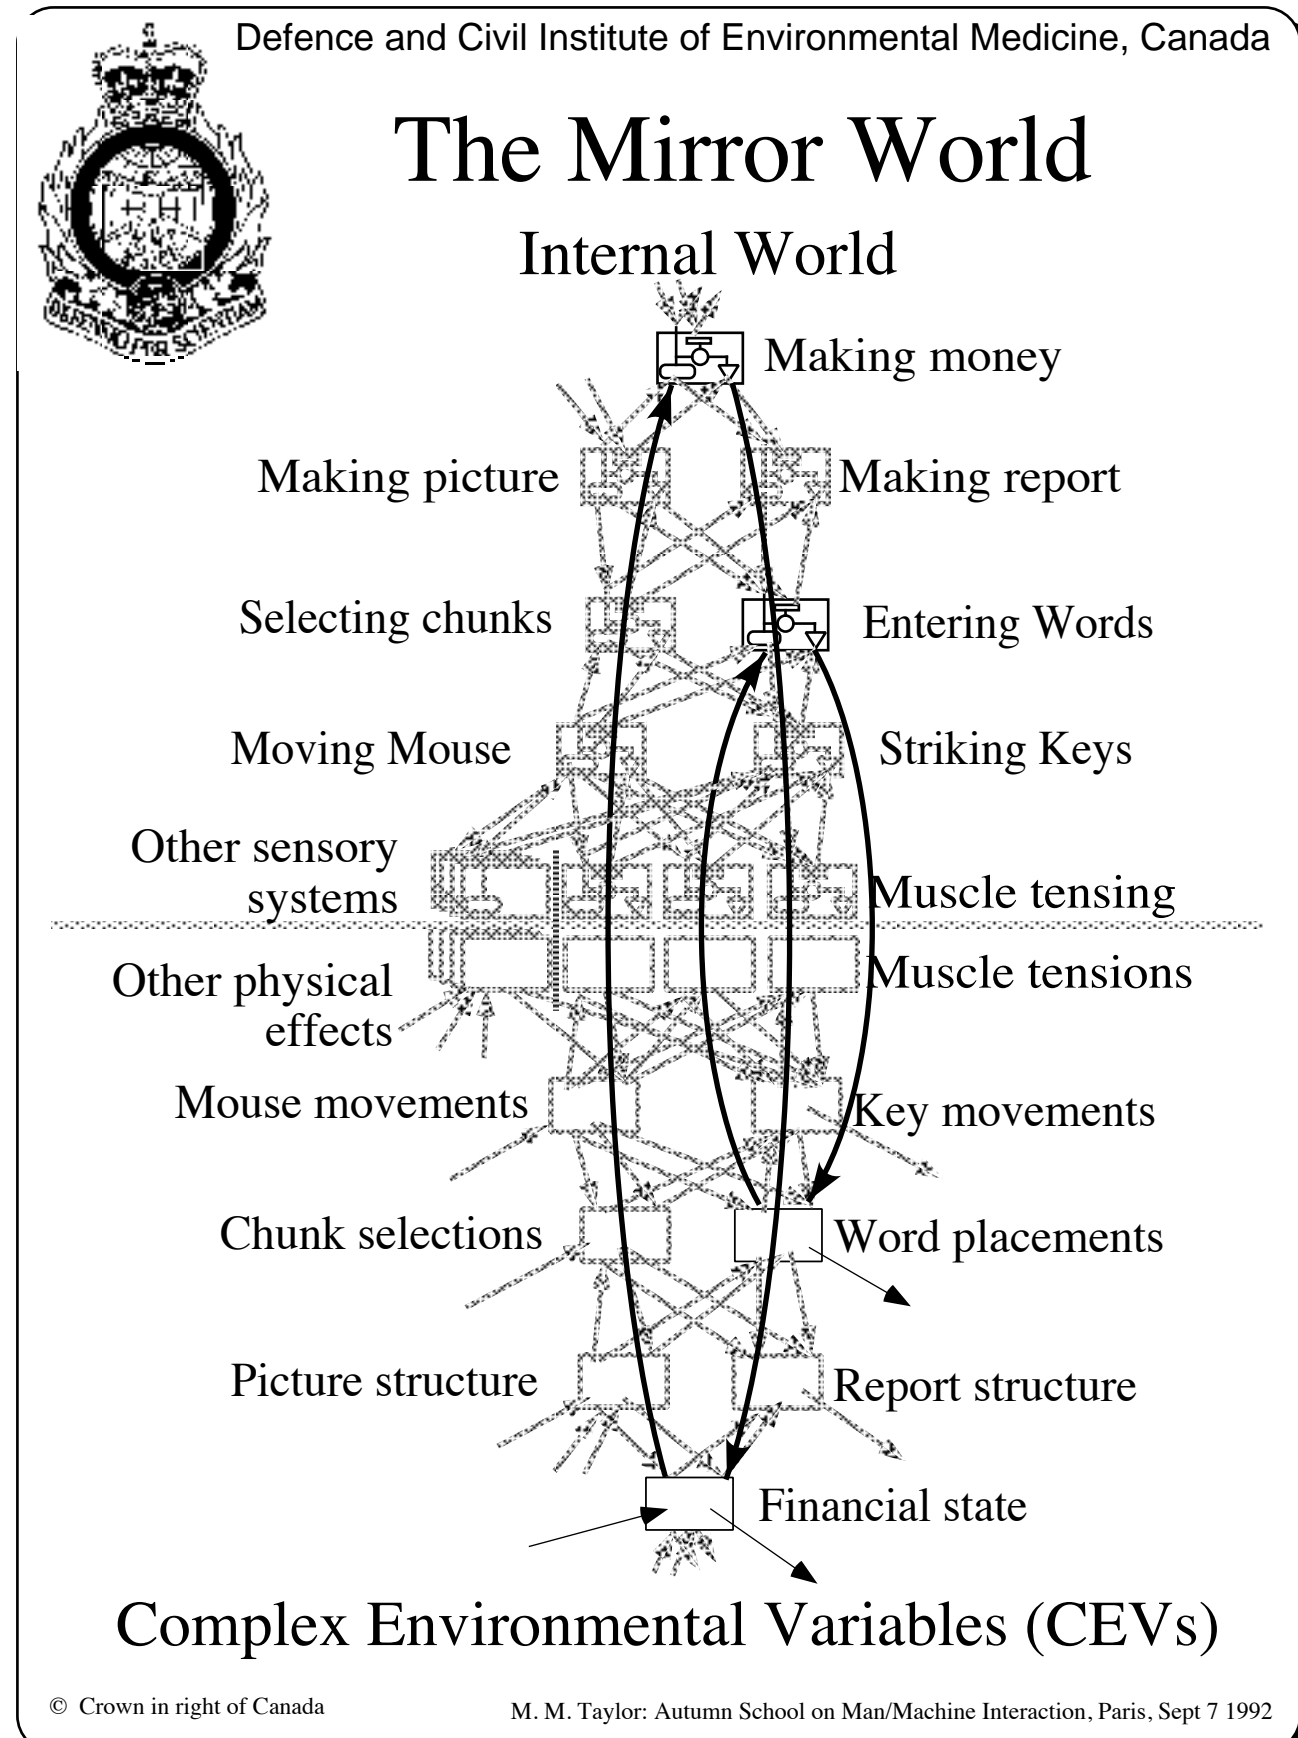 Defence and Civil Institute of Environmental Medicine, Canada
The Mirror World
Internal World
Making money
Making picture
Making report
Selecting chunks
Entering Words
Moving Mouse
Striking Keys
Other sensory
systems
Muscle tensing
Other physical
effects
Muscle tensions
Mouse movements
Key movements
Chunk selections
Word placements
Picture structure
Report structure
Financial state
Complex Environmental Variables (CEVs)
© Crown in right of Canada
M. M. Taylor: Autumn School on Man/Machine Interaction, Paris, Sept 7 1992